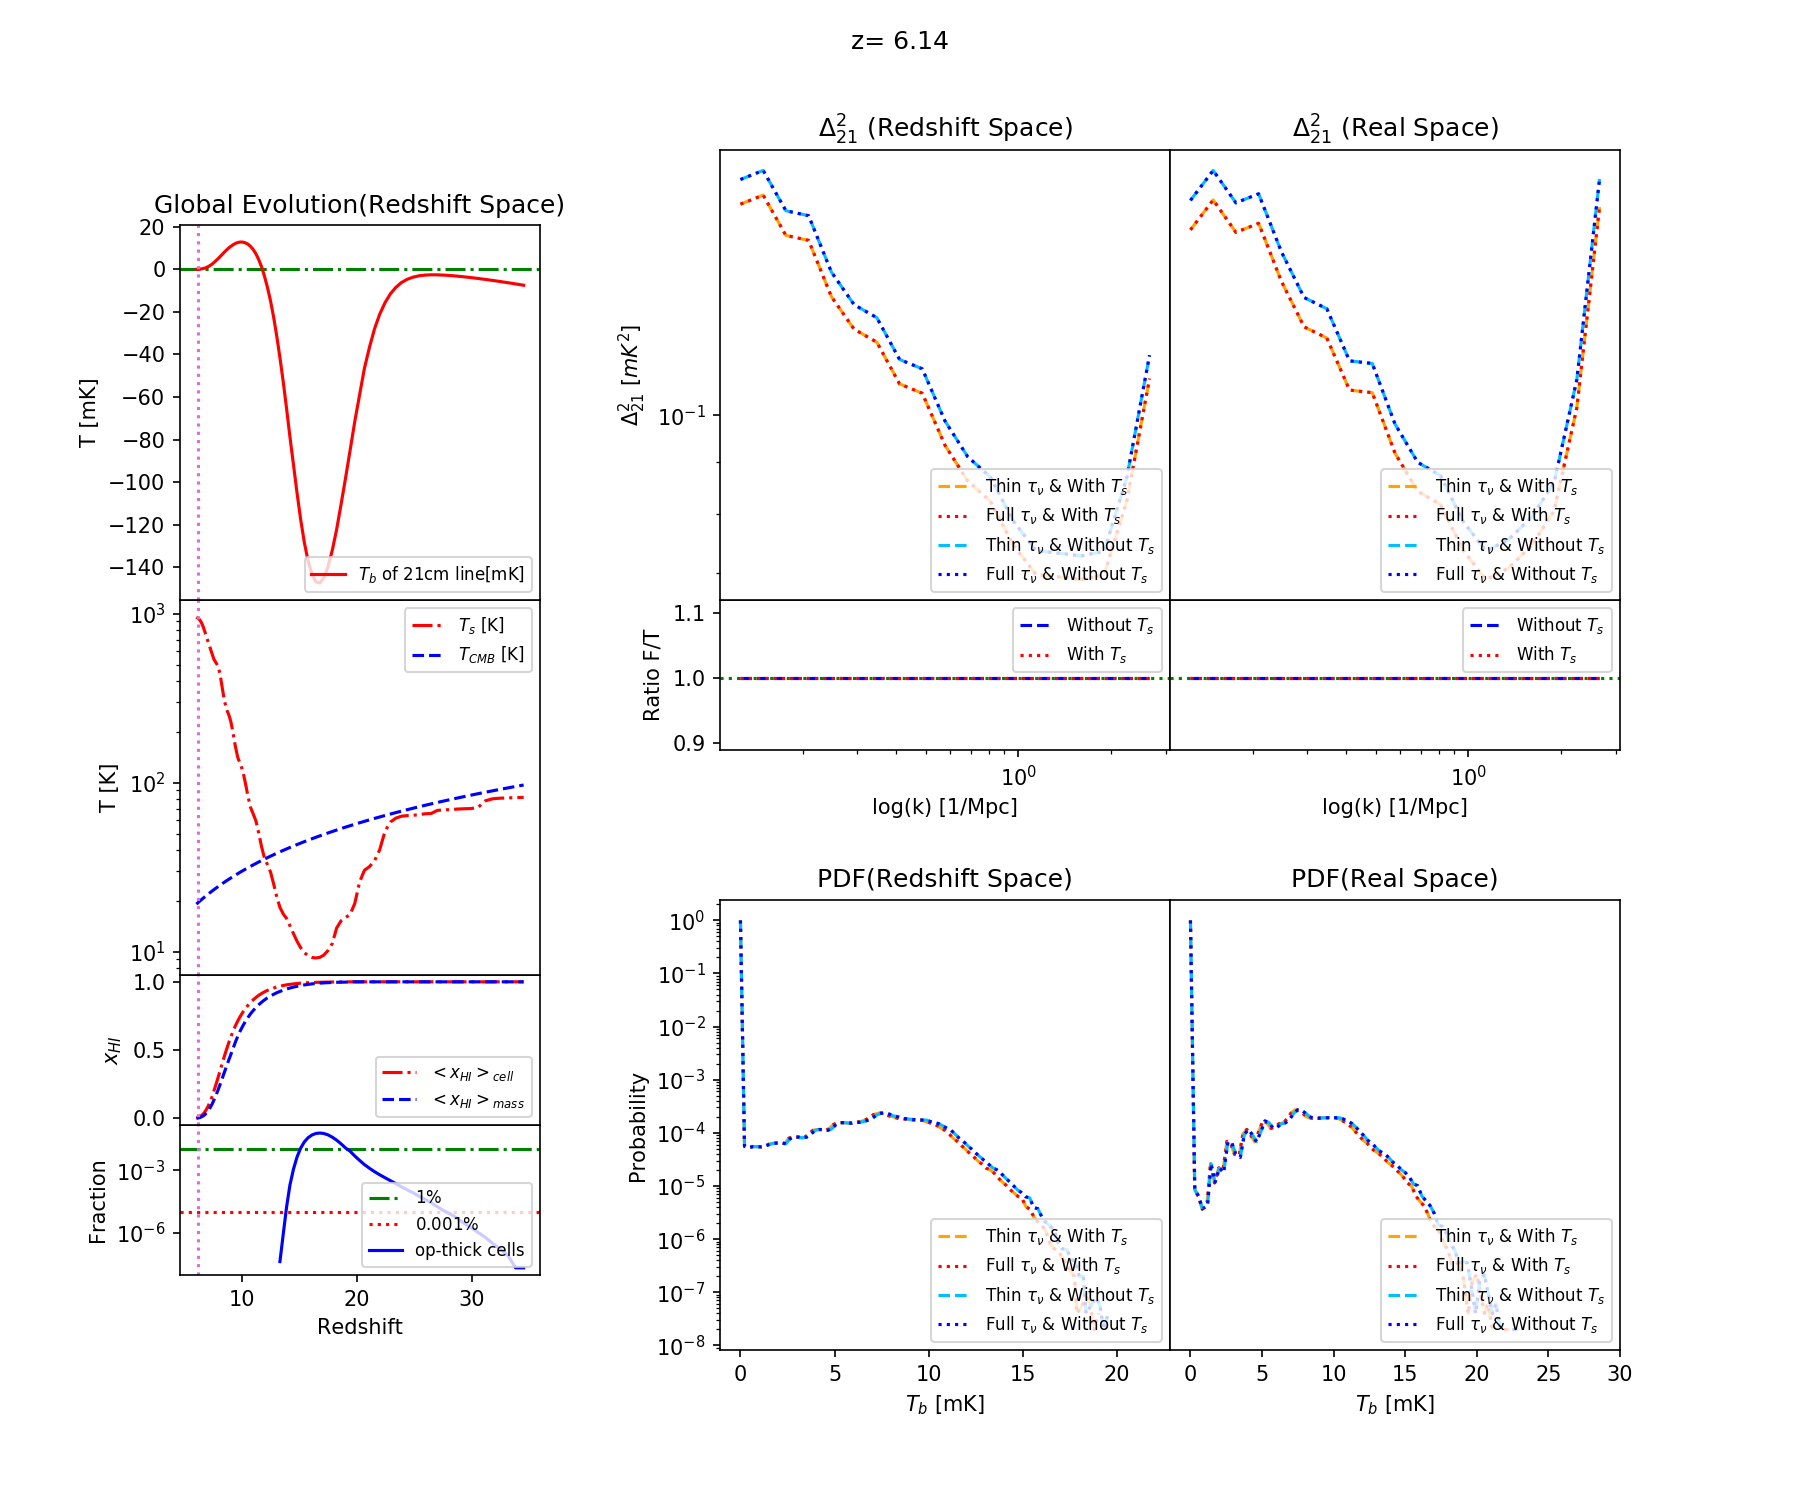 z= 6.14
Global Evolution(Redshift Space)
20
0
−20
−40
−60
−80
−100
−120
−140
T [mK]
T_b of 21cm line[mK]
10^3
10^2
10^1
T [K]
T_s [K]
T_CMB [K]
1.0
0.5
0.0
x_HI
< x_HI >_cell
< x_HI >_mass
10^−3
10^−6
Fraction
1%
0.001%
op-thick cells
10 20 30
Redshift
Δ^2_21 (Redshift Space)
Δ^2_21 [mK^2]
10^−1
Thin τ_ν & With T_s
Full τ_ν & With T_s
Thin τ_ν & Without T_s
Full τ_ν & Without T_s
Δ^2_21 (Real Space)
Thin τ_ν & With T_s
Full τ_ν & With T_s
Thin τ_ν & Without T_s
Full τ_ν & Without T_s
1.1
1.0
0.9
Ratio F/T
Without T_s
With T_s
10^0
log(k) [1/Mpc]
Without T_s
With T_s
10^0
log(k) [1/Mpc]
PDF(Redshift Space)
10^0
10^−1
10^−2
10^−3
10^−4
10^−5
10^−6
10^−7
10^−8
Probability
Thin τ_ν & With T_s
Full τ_ν & With T_s
Thin τ_ν & Without T_s
Full τ_ν & Without T_s
0 5 10 15 20
T_b [mK]
PDF(Real Space)
Thin τ_ν & With T_s
Full τ_ν & With T_s
Thin τ_ν & Without T_s
Full τ_ν & Without T_s
0 5 10 15 20 25 30
T_b [mK]